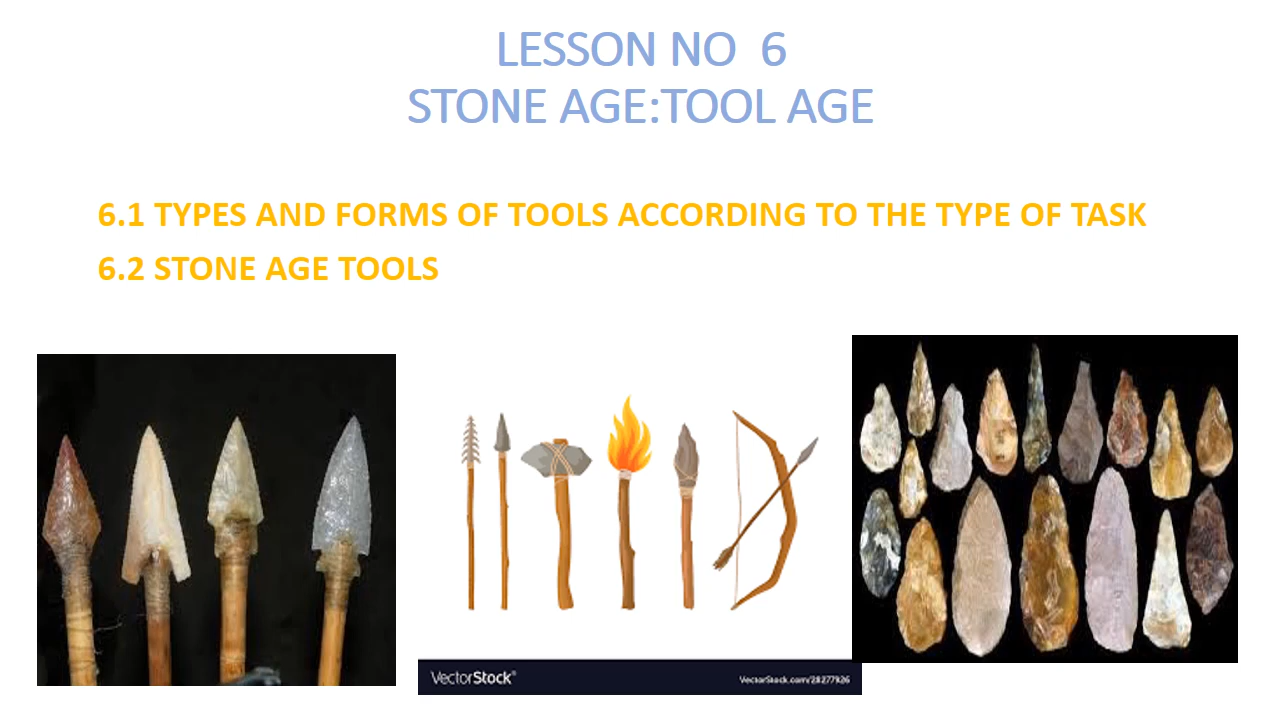 LESSON NO 6
STONE AGE:TOOL AGE
6.1 TYPES AND FORMS OF TOOLS ACCORDING TO THE TYPE OF TASK
6.2 STONE AGE TOOLS
VectorStock®
VectorStock.com/28277926